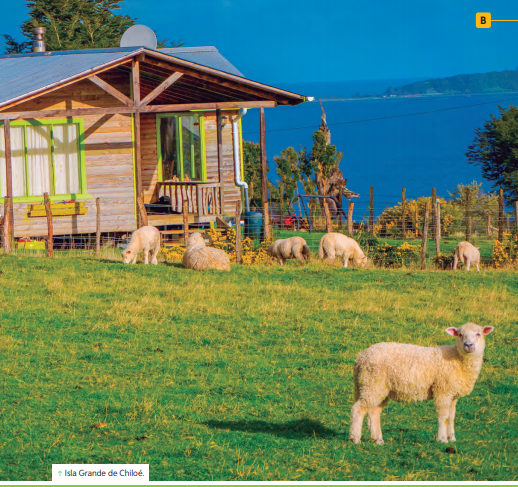 B
↑ Isla Grande de Chiloé.